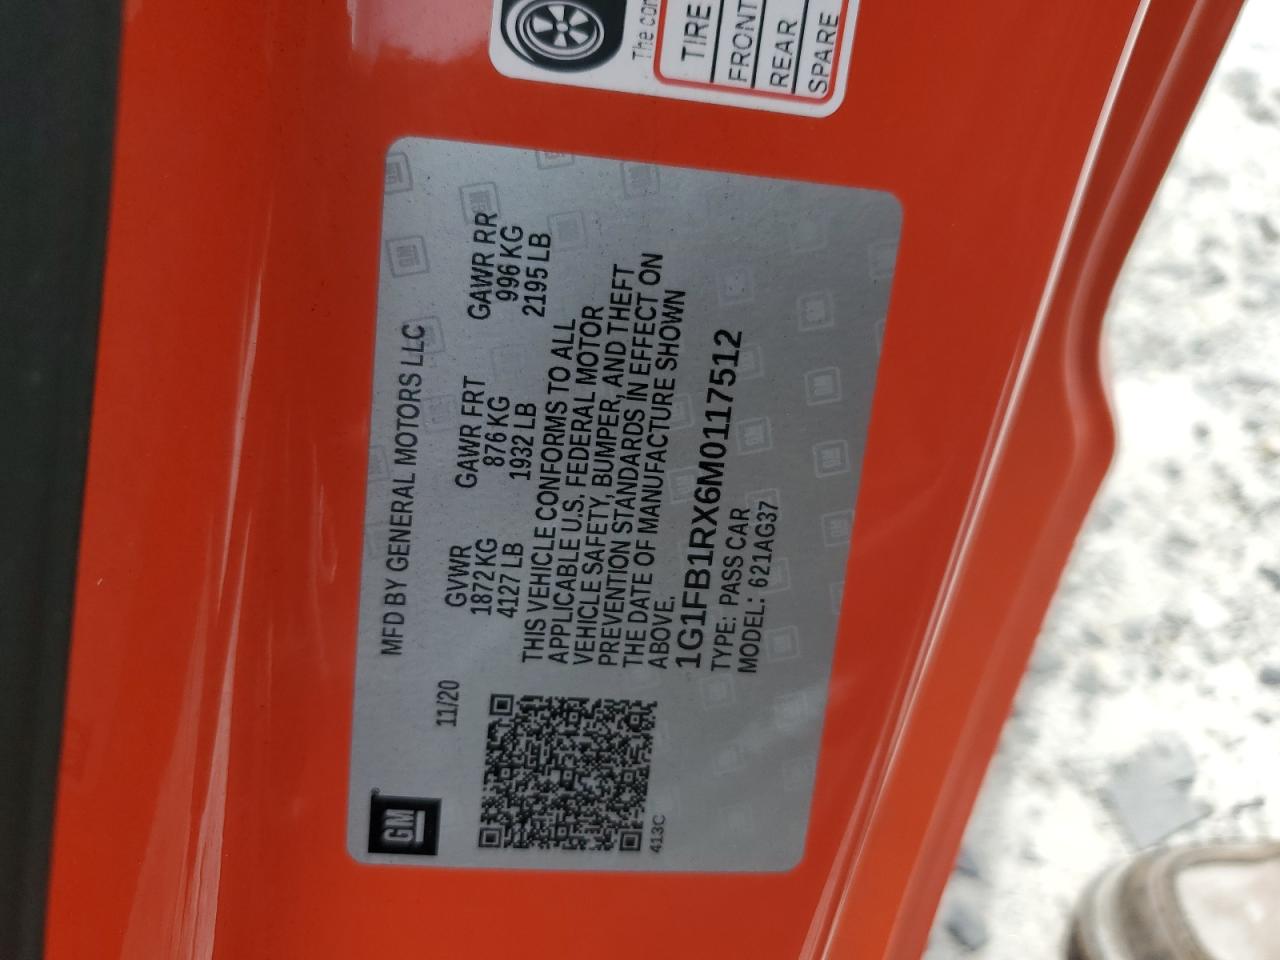 GM
®
MFD BY GENERAL MOTORS LLC
11/20
GVWR GAWR FRT GAWR RR
1872 KG 876 KG 996 KG
4127 LB 1932 LB 2195 LB
THIS VEHICLE CONFORMS TO ALL
APPLICABLE U.S. FEDERAL MOTOR
VEHICLE SAFETY, BUMPER, AND THEFT
PREVENTION STANDARDS IN EFFECT ON
THE DATE OF MANUFACTURE SHOWN
ABOVE.
1G1FB1RX6M0117512
TYPE: PASS CAR
MODEL: 621AG37
413C
The
TIRE
FRONT
REAR
SPARE